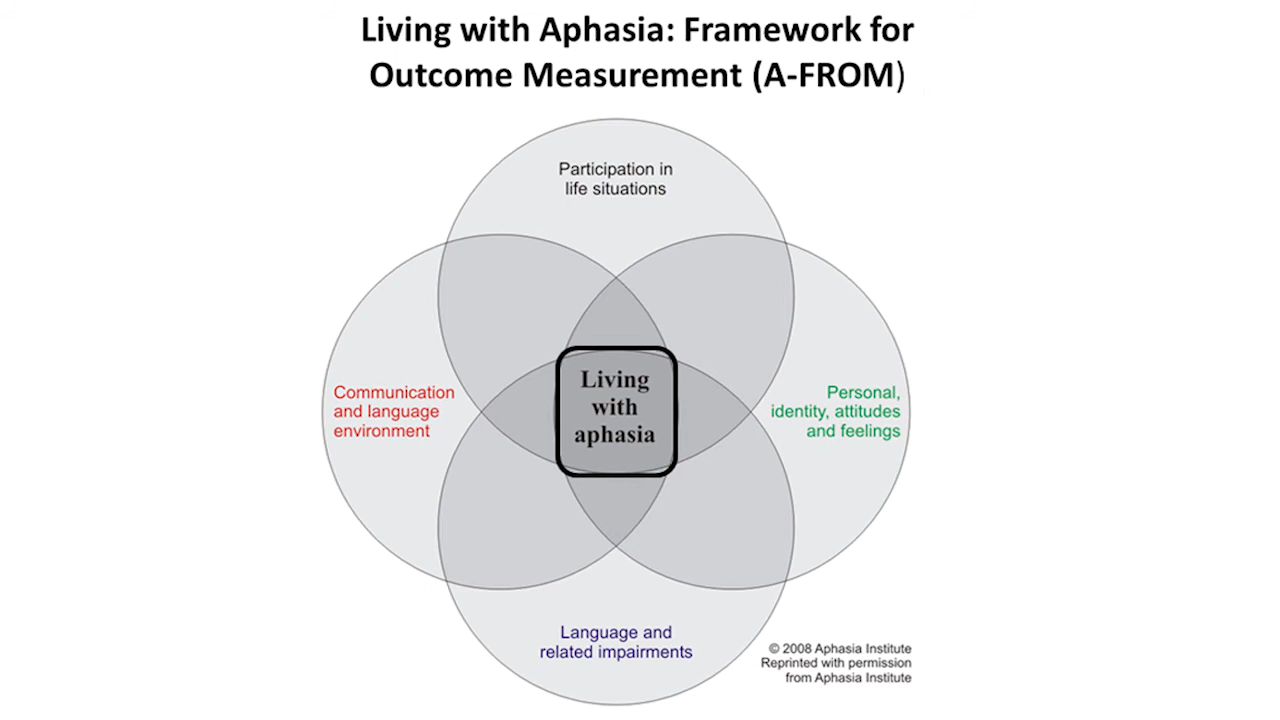 Living with Aphasia: Framework for
Outcome Measurement (A-FROM)
Participation in
life situations
Communication
and language
environment
Living
with
aphasia
Personal,
identity, attitudes
and feelings
Language and
related impairments
© 2008 Aphasia Institute
Reprinted with permission
from Aphasia Institute